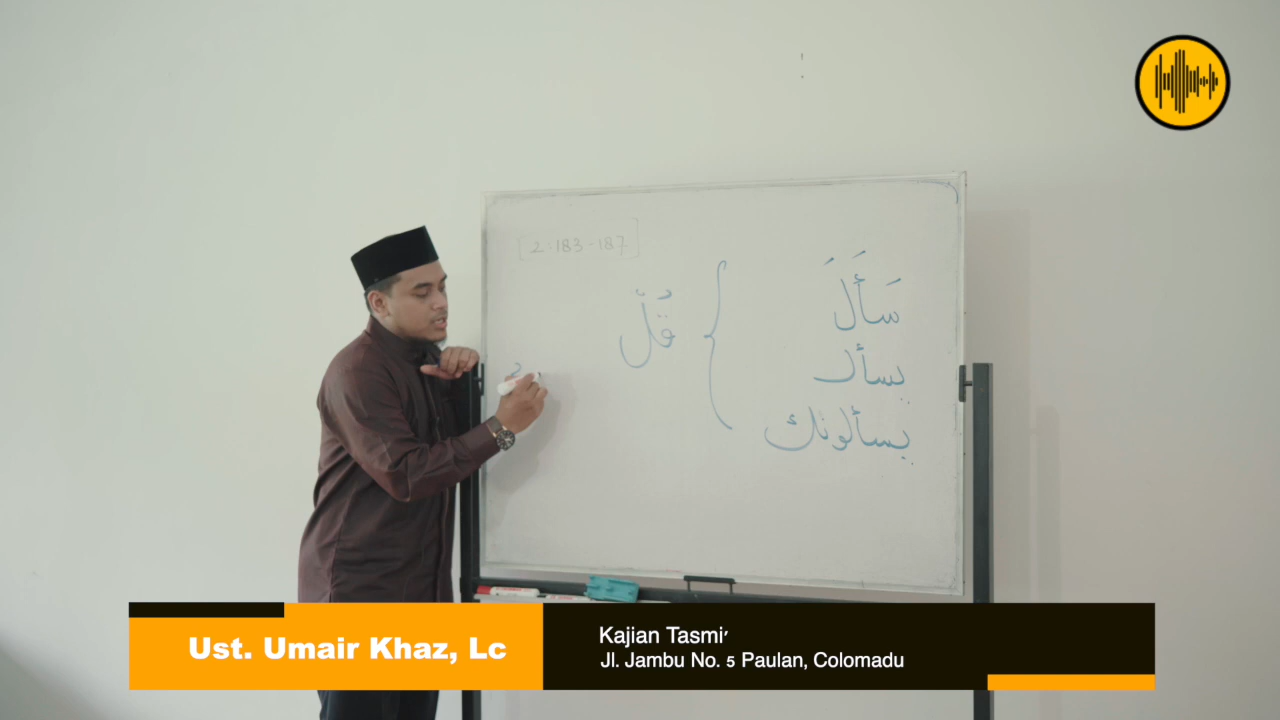 2:183-187
سَأَلَ
يسأل
يسألونك
قُلْ
Ust. Umair Khaz, Lc
Kajian Tasmi'
Jl. Jambu No. 5 Paulan, Colomadu